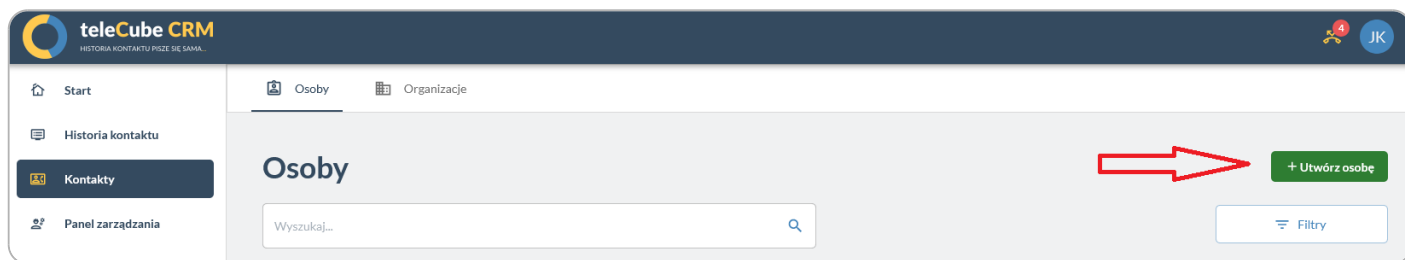 teleCube CRM
HISTORIA KONTAKTU PISZE SIĘ SAMA...
4
JK
Start
Historia kontaktu
Kontakty
Panel zarządzania
Osoby
Organizacje
Osoby
+ Utwórz osobę
Wyszukaj...
Filtry